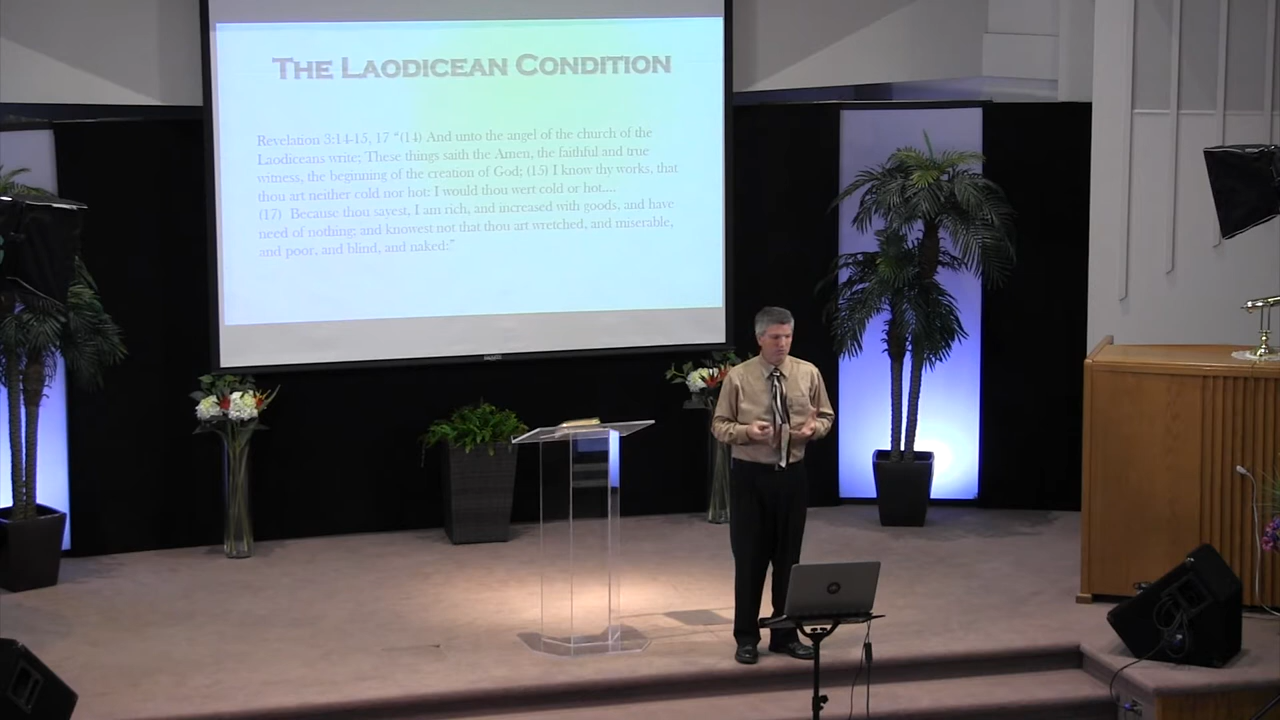 THE LAODICEAN CONDITION
Revelation 3:14-15, 17 "(14) And unto the angel of the church of the
Laodiceans write; These things saith the Amen, the faithful and true
witness, the beginning of the creation of God; (15) I know thy works, that
thou art neither cold nor hot: I would thou wert cold or hot....
(17)  Because thou sayest, I am rich, and increased with goods, and have
need of nothing; and knowest not that thou art wretched, and miserable,
and poor, and blind, and naked:"